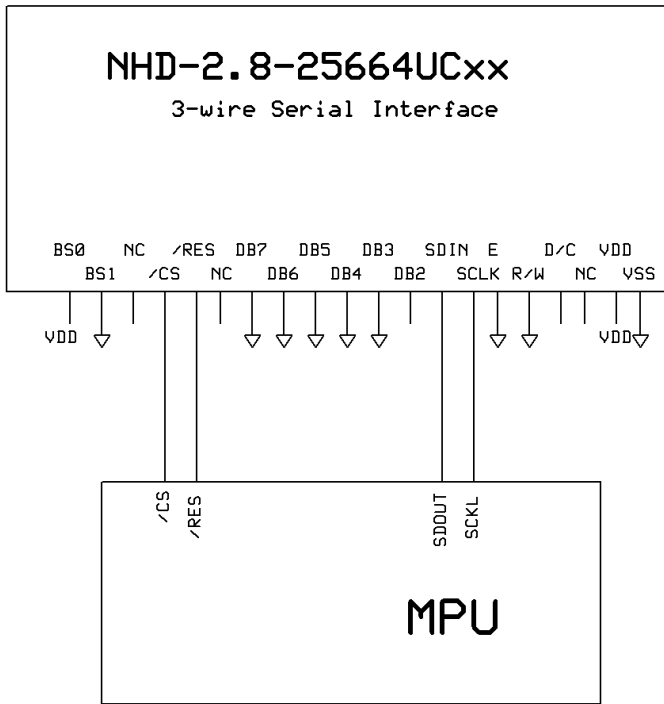 NHD-2.8-25664UCxx
3-wire Serial Interface
BS0 NC /RES DB7 DB5 DB3 SDIN E D/C VDD
BS1 /CS NC DB6 DB4 DB2 SCLK R/W NC VSS
VDD VDD
/CS
/RES
SDOUT
SCKL
MPU